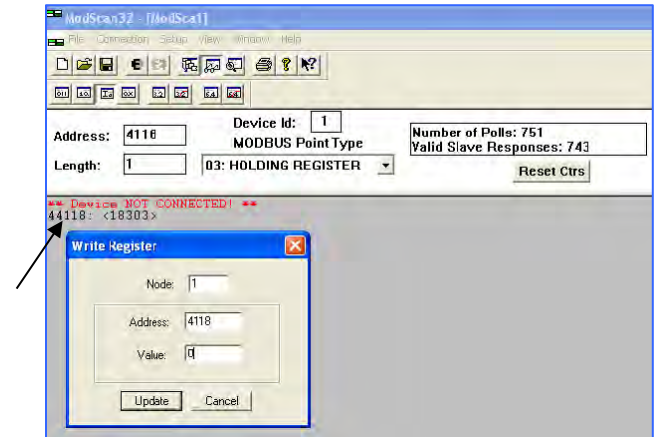 ModScan32 - [ModSca1]
File Connection Setup View Window Help
Address: 4118
Device Id: 1
MODBUS Point Type
Length: 1
03: HOLDING REGISTER
Number of Polls: 751
Valid Slave Responses: 743
Reset Ctrs
** Device NOT CONNECTED! **
44118: <18303>
Write Register
Node: 1
Address: 4118
Value: 0
Update Cancel